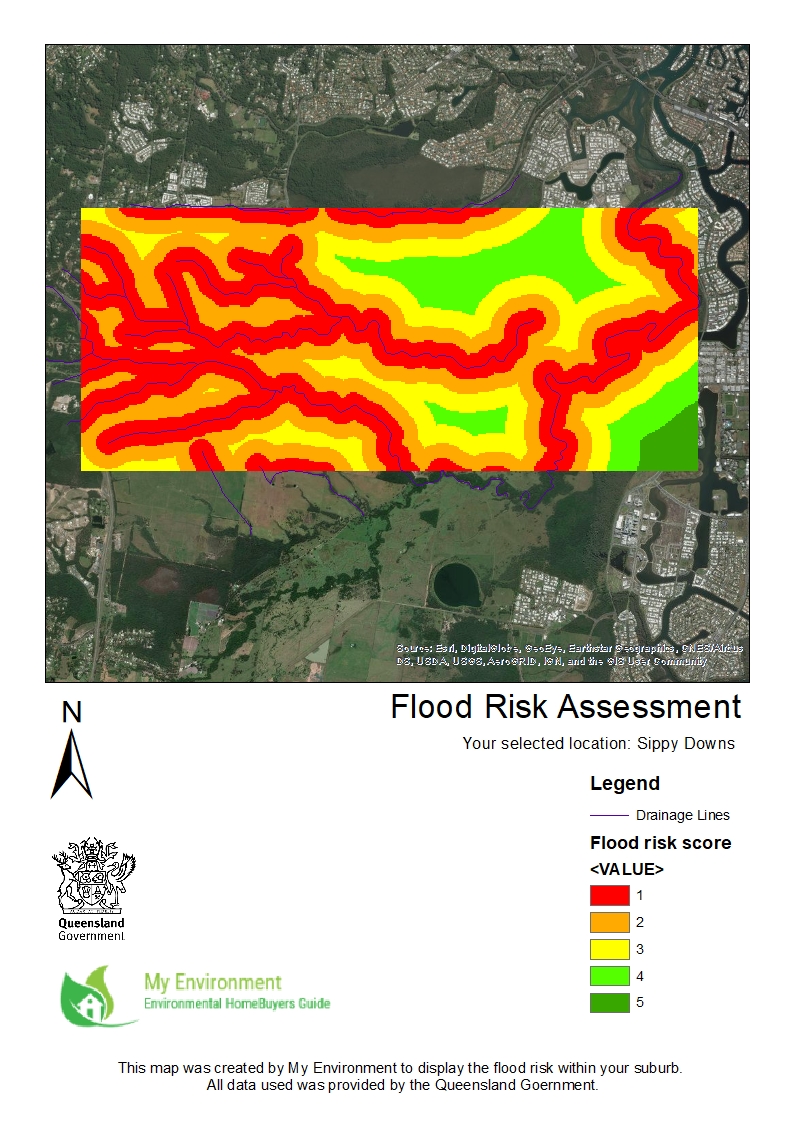 Source: Esri, DigitalGlobe, GeoEye, Earthstar Geographics, CNES/Airbus
DS, USDA, USGS, AeroGRID, IGN, and the GIS User Community
N
Flood Risk Assessment
Your selected location: Sippy Downs
Legend
Drainage Lines
Flood risk score
<VALUE>
1
2
3
4
5
Queensland
Government
My Environment
Environmental HomeBuyers Guide
This map was created by My Environment to display the flood risk within your suburb.
All data used was provided by the Queensland Goernment.